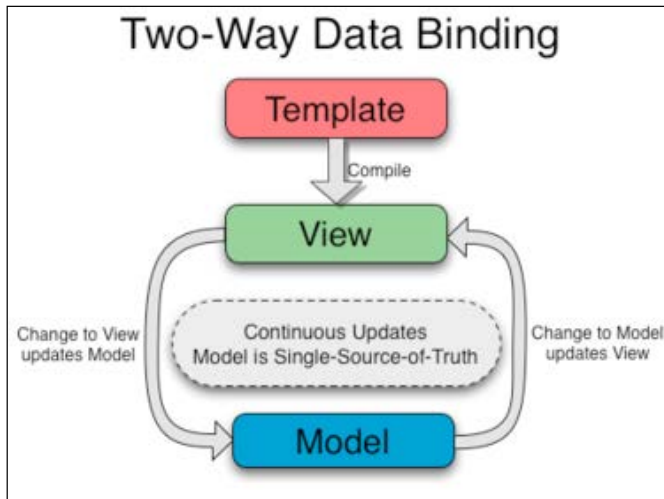 Two-Way Data Binding
Template
Compile
View
Change to View
updates Model
Continuous Updates
Model is Single-Source-of-Truth
Change to Model
updates View
Model